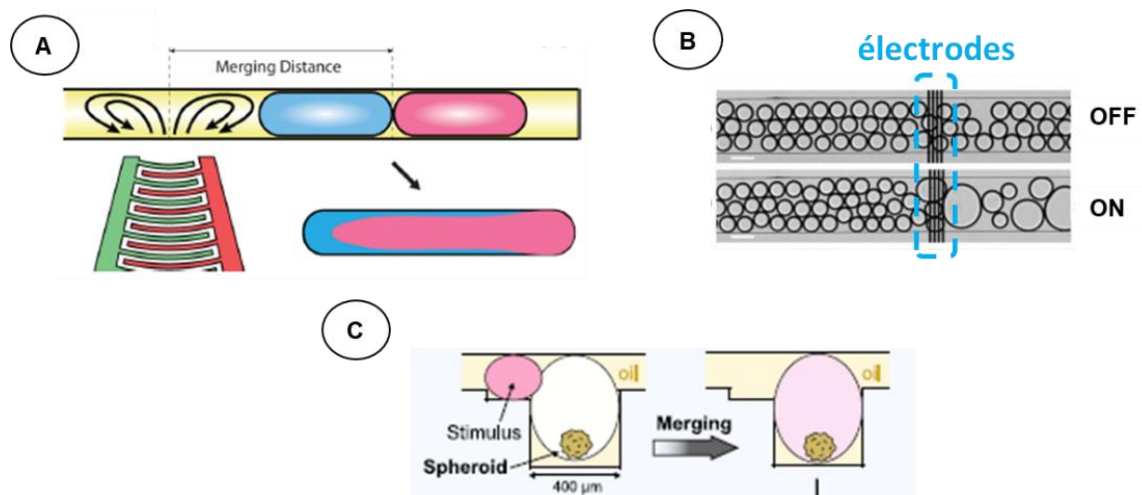 A
Merging Distance
B
électrodes
OFF
ON
C
oil
Stimulus
Spheroid
400 µm
Merging
oil